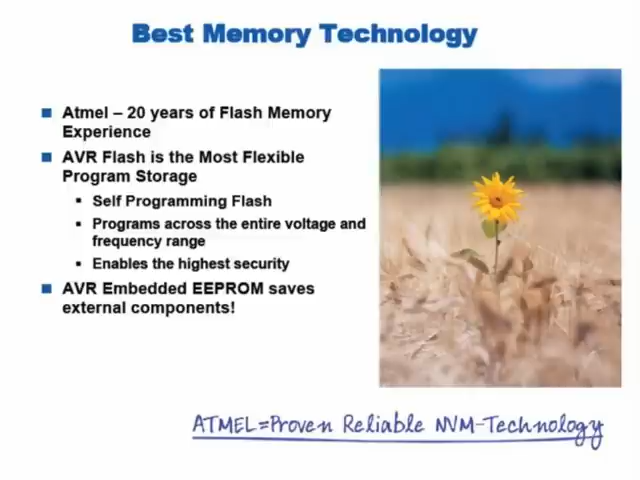 Best Memory Technology
Atmel – 20 years of Flash Memory
Experience
AVR Flash is the Most Flexible
Program Storage
Self Programming Flash
Programs across the entire voltage and
frequency range
Enables the highest security
AVR Embedded EEPROM saves
external components!
ATMEL=Proven Reliable NVM-Technology